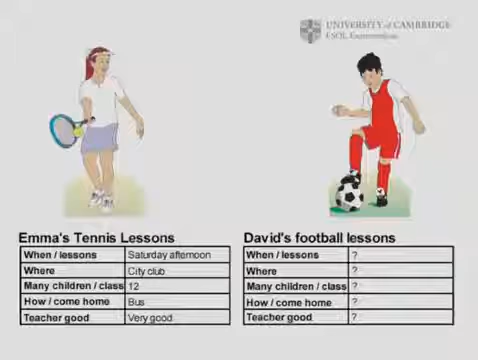 UNIVERSITY of CAMBRIDGE
ESOL Examinations
Emma's Tennis Lessons
When / lessons Saturday afternoon
Where City club
Many children / class 12
How / come home Bus
Teacher good Very good
David's football lessons
When / lessons ?
Where ?
Many children / class ?
How / come home ?
Teacher good ?